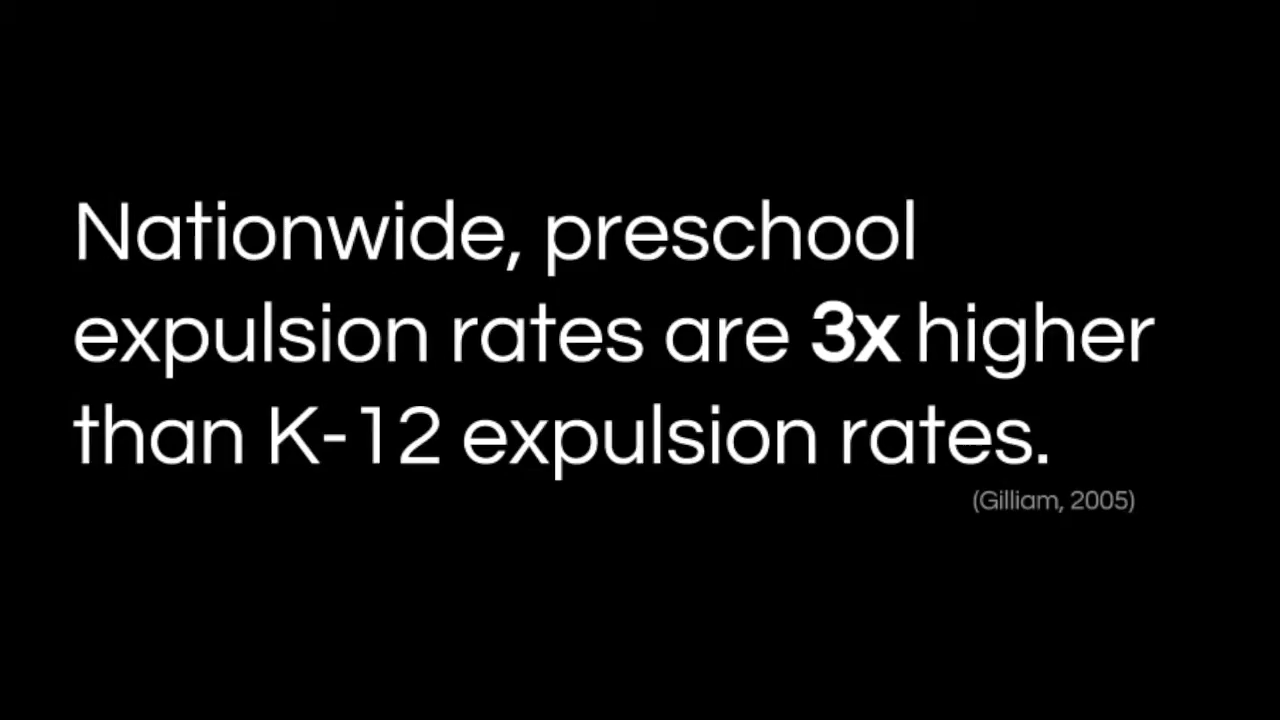 Nationwide, preschool
expulsion rates are 3x higher
than K-12 expulsion rates.
(Gilliam, 2005)